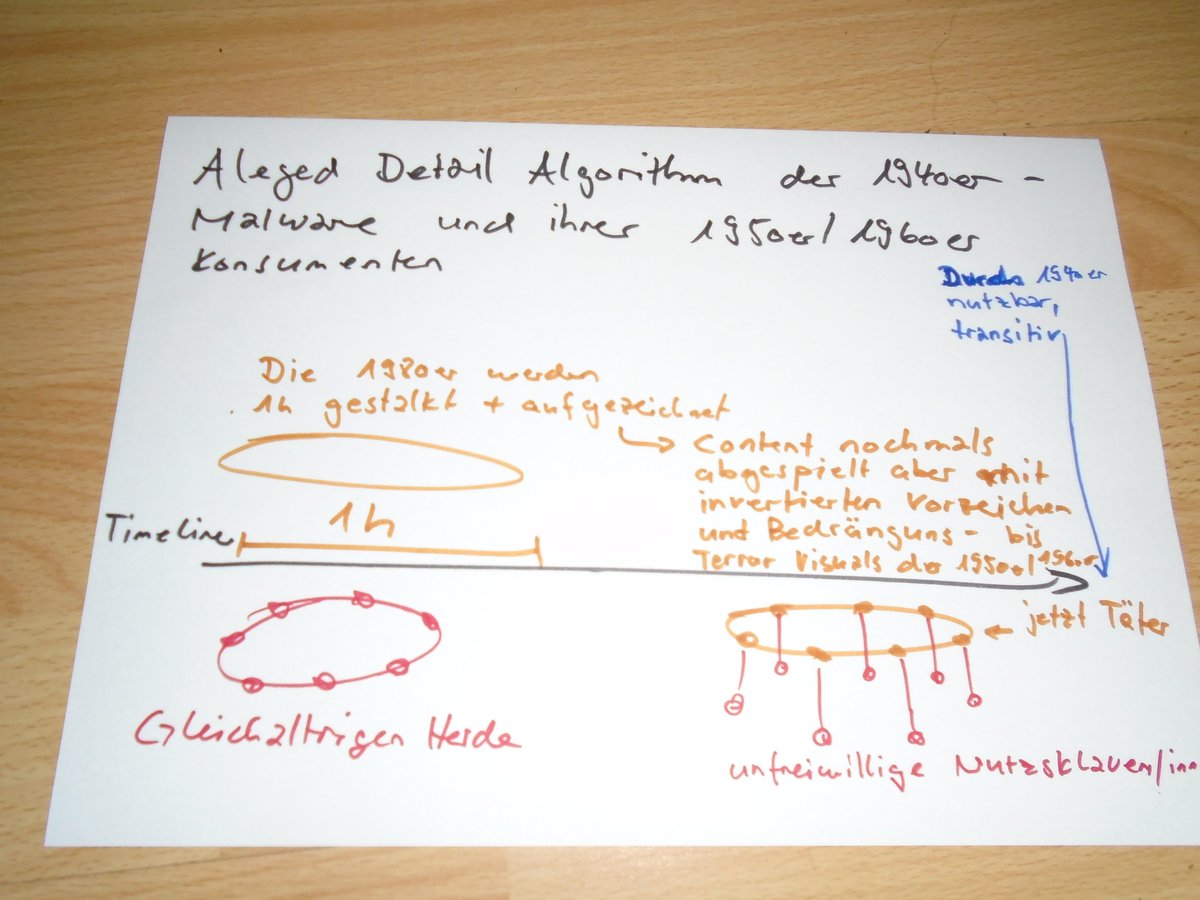 Aleged Detail Algorithm der 1940er -
Malware und ihrer 1950er/1960er
Konsumenten
Durch 1940er
nutzbar,
transitiv
Die 1980er werden
1h gestalkt + aufgezeichnet
Content nochmals
abgespielt aber mit
invertierten Vorzeichen
und Bedrängungs- bis
Terror Visuals der 1950er/1960er
1h
Timeline
jetzt Täter
Gleichaltrigen Herde
unfreiwillige Nutzsklaven/inn